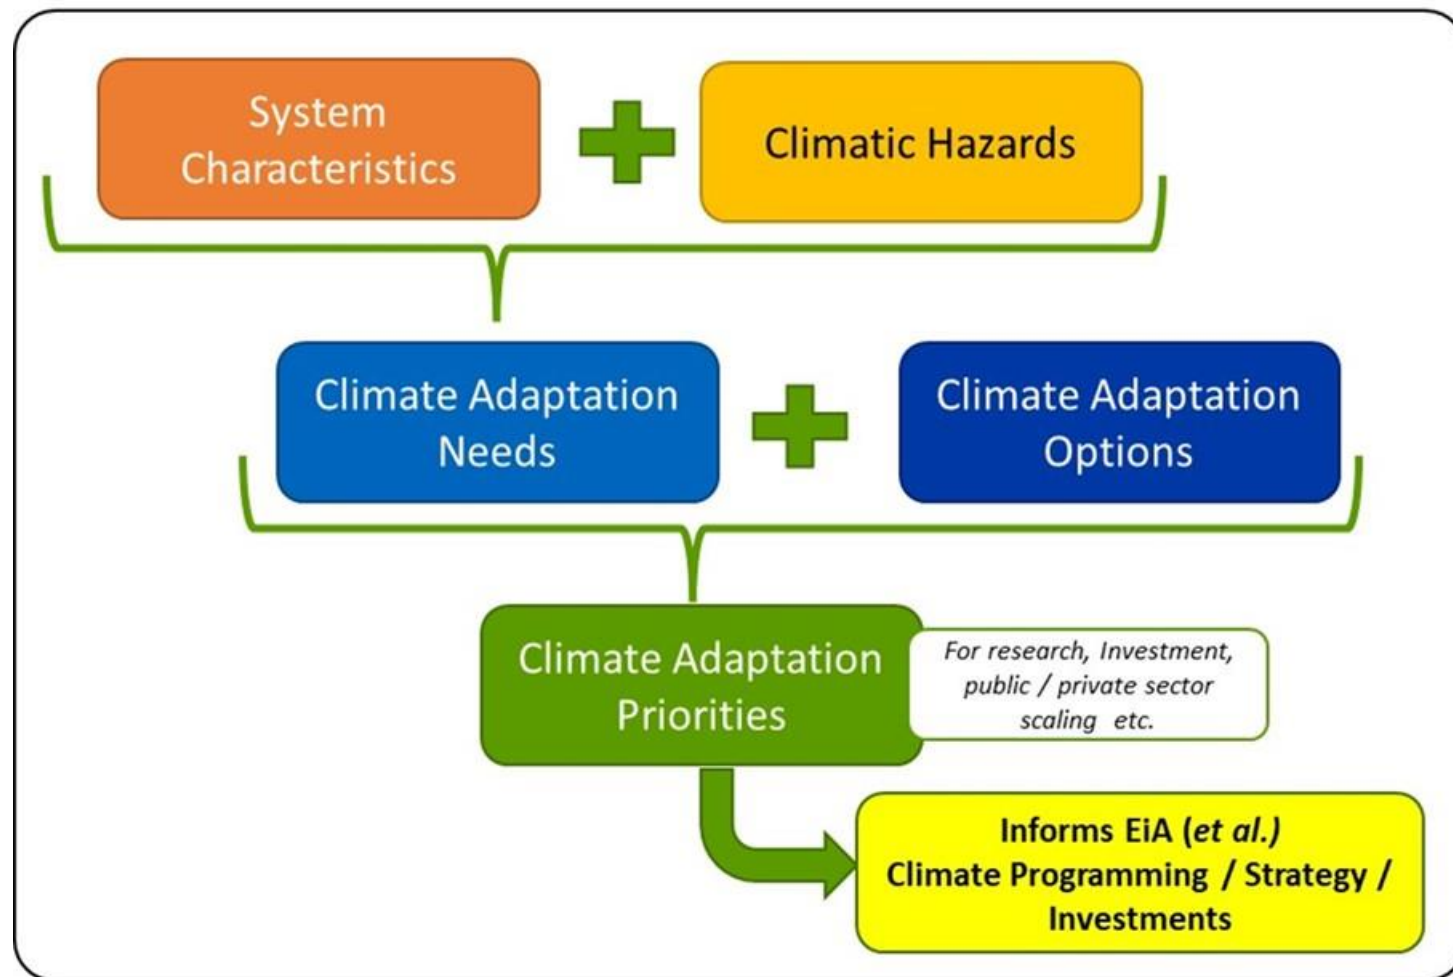 System
Characteristics
Climatic Hazards
Climate Adaptation
Needs
Climate Adaptation
Options
Climate Adaptation
Priorities
For research, Investment,
public / private sector
scaling etc.
Informs EiA (et al.)
Climate Programming / Strategy /
Investments